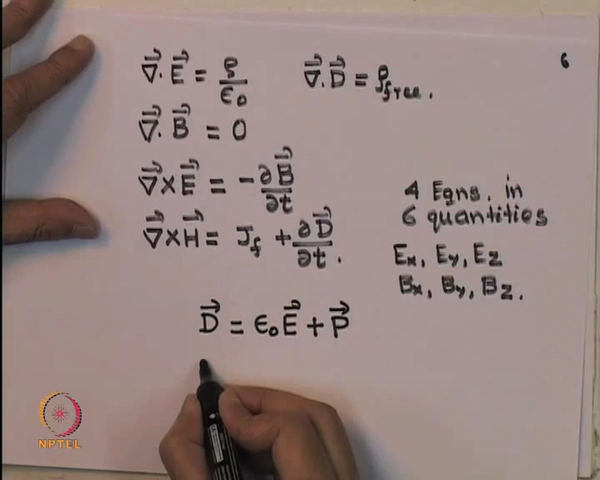 6
∇⃗·E⃗ = ρ/ε₀    ∇⃗·D⃗ = ρ_free.
∇⃗·B⃗ = 0
∇⃗×E⃗ = −∂B⃗/∂t
∇⃗×H⃗ = J_f + ∂D⃗/∂t.
4 Eqns. in
6 quantities
Ex, Ey, Ez
Bx, By, Bz.
D⃗ = ε₀E⃗ + P⃗
NPTEL